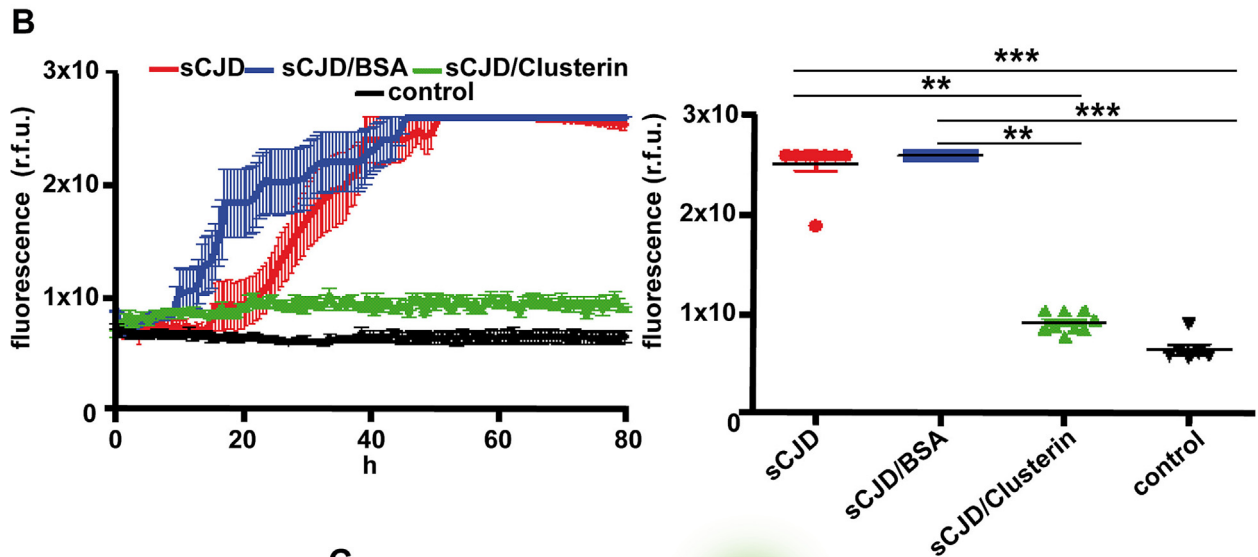 B
3x10
sCJD
sCJD/BSA
sCJD/Clusterin
control
2x10
1x10
0
fluorescence (r.f.u.)
0
20
40
60
80
h
***
**
***
**
3x10
2x10
1x10
0
fluorescence (r.f.u.)
sCJD
sCJD/BSA
sCJD/Clusterin
control